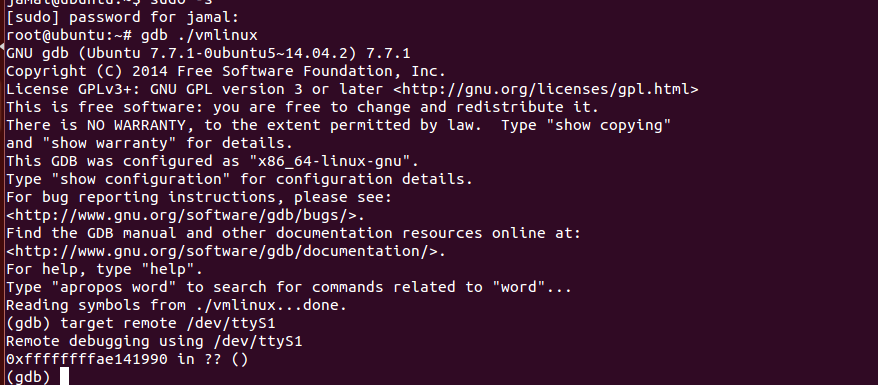 jamal@ubuntu:~$ sudo -s
[sudo] password for jamal:
root@ubuntu:~# gdb ./vmlinux
GNU gdb (Ubuntu 7.7.1-0ubuntu5~14.04.2) 7.7.1
Copyright (C) 2014 Free Software Foundation, Inc.
License GPLv3+: GNU GPL version 3 or later <http://gnu.org/licenses/gpl.html>
This is free software: you are free to change and redistribute it.
There is NO WARRANTY, to the extent permitted by law.  Type "show copying"
and "show warranty" for details.
This GDB was configured as "x86_64-linux-gnu".
Type "show configuration" for configuration details.
For bug reporting instructions, please see:
<http://www.gnu.org/software/gdb/bugs/>.
Find the GDB manual and other documentation resources online at:
<http://www.gnu.org/software/gdb/documentation/>.
For help, type "help".
Type "apropos word" to search for commands related to "word"...
Reading symbols from ./vmlinux...done.
(gdb) target remote /dev/ttyS1
Remote debugging using /dev/ttyS1
0xffffffffae141990 in ?? ()
(gdb)